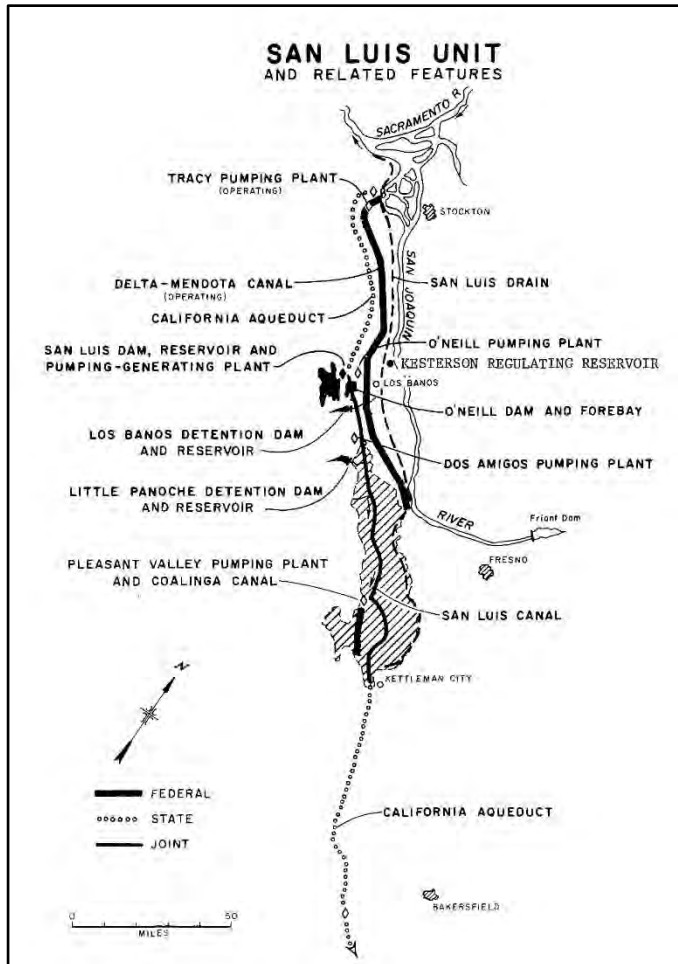 SAN LUIS UNIT
AND RELATED FEATURES
SACRAMENTO R
TRACY PUMPING PLANT
(OPERATING)
STOCKTON
SAN JOAQUIN
DELTA-MENDOTA CANAL
(OPERATING)
SAN LUIS DRAIN
CALIFORNIA AQUEDUCT
O'NEILL PUMPING PLANT
SAN LUIS DAM, RESERVOIR AND
PUMPING-GENERATING PLANT
KESTERSON REGULATING RESERVOIR
LOS BANOS
O'NEILL DAM AND FOREBAY
LOS BANOS DETENTION DAM
AND RESERVOIR
DOS AMIGOS PUMPING PLANT
LITTLE PANOCHE DETENTION DAM
AND RESERVOIR
RIVER
Friant Dam
FRESNO
PLEASANT VALLEY PUMPING PLANT
AND COALINGA CANAL
SAN LUIS CANAL
N
KETTLEMAN CITY
FEDERAL
STATE
JOINT
CALIFORNIA AQUEDUCT
BAKERSFIELD
0 50
MILES